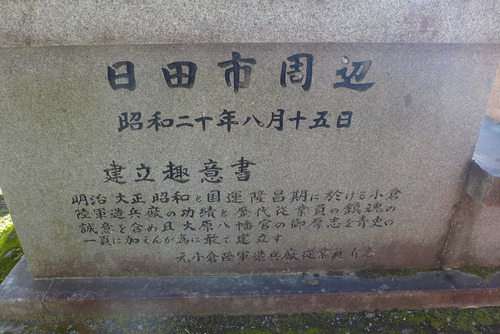 日田市周辺
昭和二十年八月十五日
建立趣意書
明治大正昭和と国運隆昌期に於ける小倉
陸軍造兵廠の功績と歴代従業員の鎮魂の
誠意を含め且大原八幡宮の御厚志を青史の
一頁に加えんが為に敢て建立す
元小倉陸軍造兵廠従業員有志